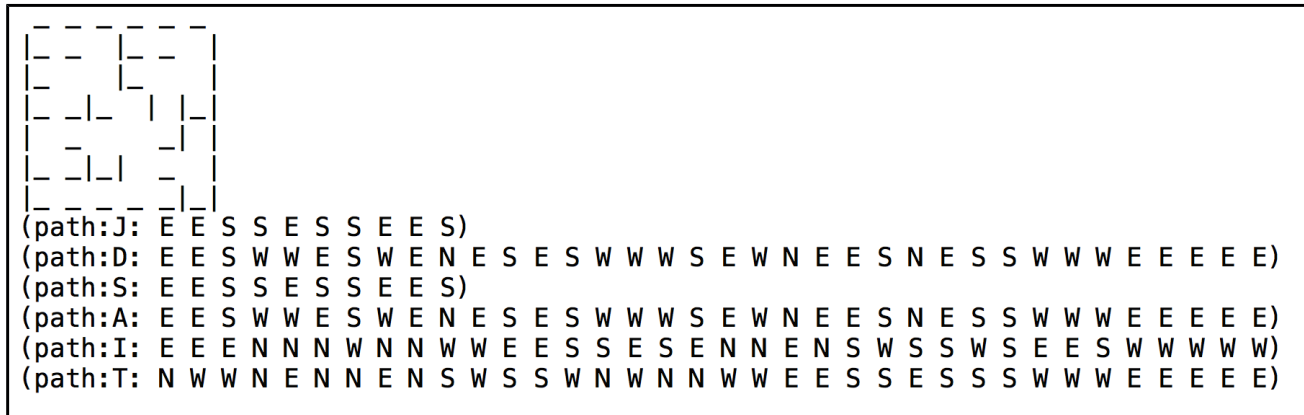 _ _ _ _ _ _
|_ _  |_ _  |
|_    |_    |
|_ _|_  | |_|
|  _     _| |
|_ _|_|  _  |
|_ _ _ _ _|_|
(path:J: E E S S E S S E E S)
(path:D: E E S W W E S W E N E S E S W W W S E W N E E S N E S S W W W E E E E E)
(path:S: E E S S E S S E E S)
(path:A: E E S W W E S W E N E S E S W W W S E W N E E S N E S S W W W E E E E E)
(path:I: E E E N N N W N N W W E E S S E S E N N E N S W S S W S E E S W W W W W)
(path:T: N W W N E N N E N S W S S W N W N N W W E E S S E S S S W W W E E E E E)